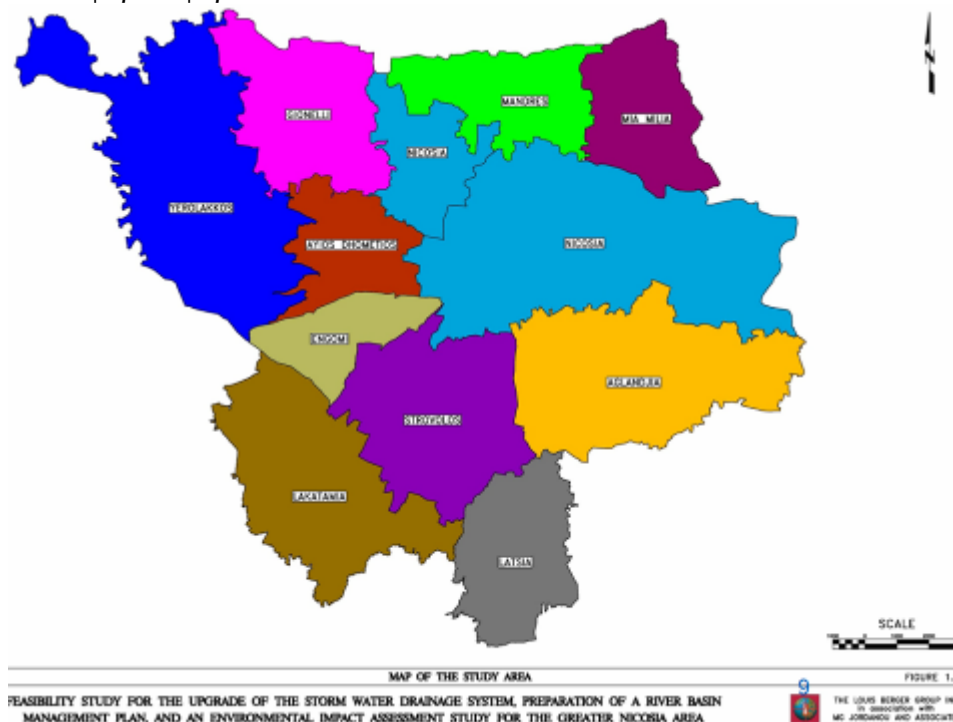 GIONELLI
MANDRES
MIA MILIA
NICOSIA
YEROLAKKOS
AYIOS DHOMETIOS
NICOSIA
ENGOMI
AGLANDJIA
STROVOLOS
LAKATAMIA
LATSIA
SCALE
MAP OF THE STUDY AREA
FIGURE 1.
FEASIBILITY STUDY FOR THE UPGRADE OF THE STORM WATER DRAINAGE SYSTEM, PREPARATION OF A RIVER BASIN
MANAGEMENT PLAN, AND AN ENVIRONMENTAL IMPACT ASSESSMENT STUDY FOR THE GREATER NICOSIA AREA
9
THE LOUIS BERGER GROUP IN
in association with
MC JORDANOU AND ASSOCIATE